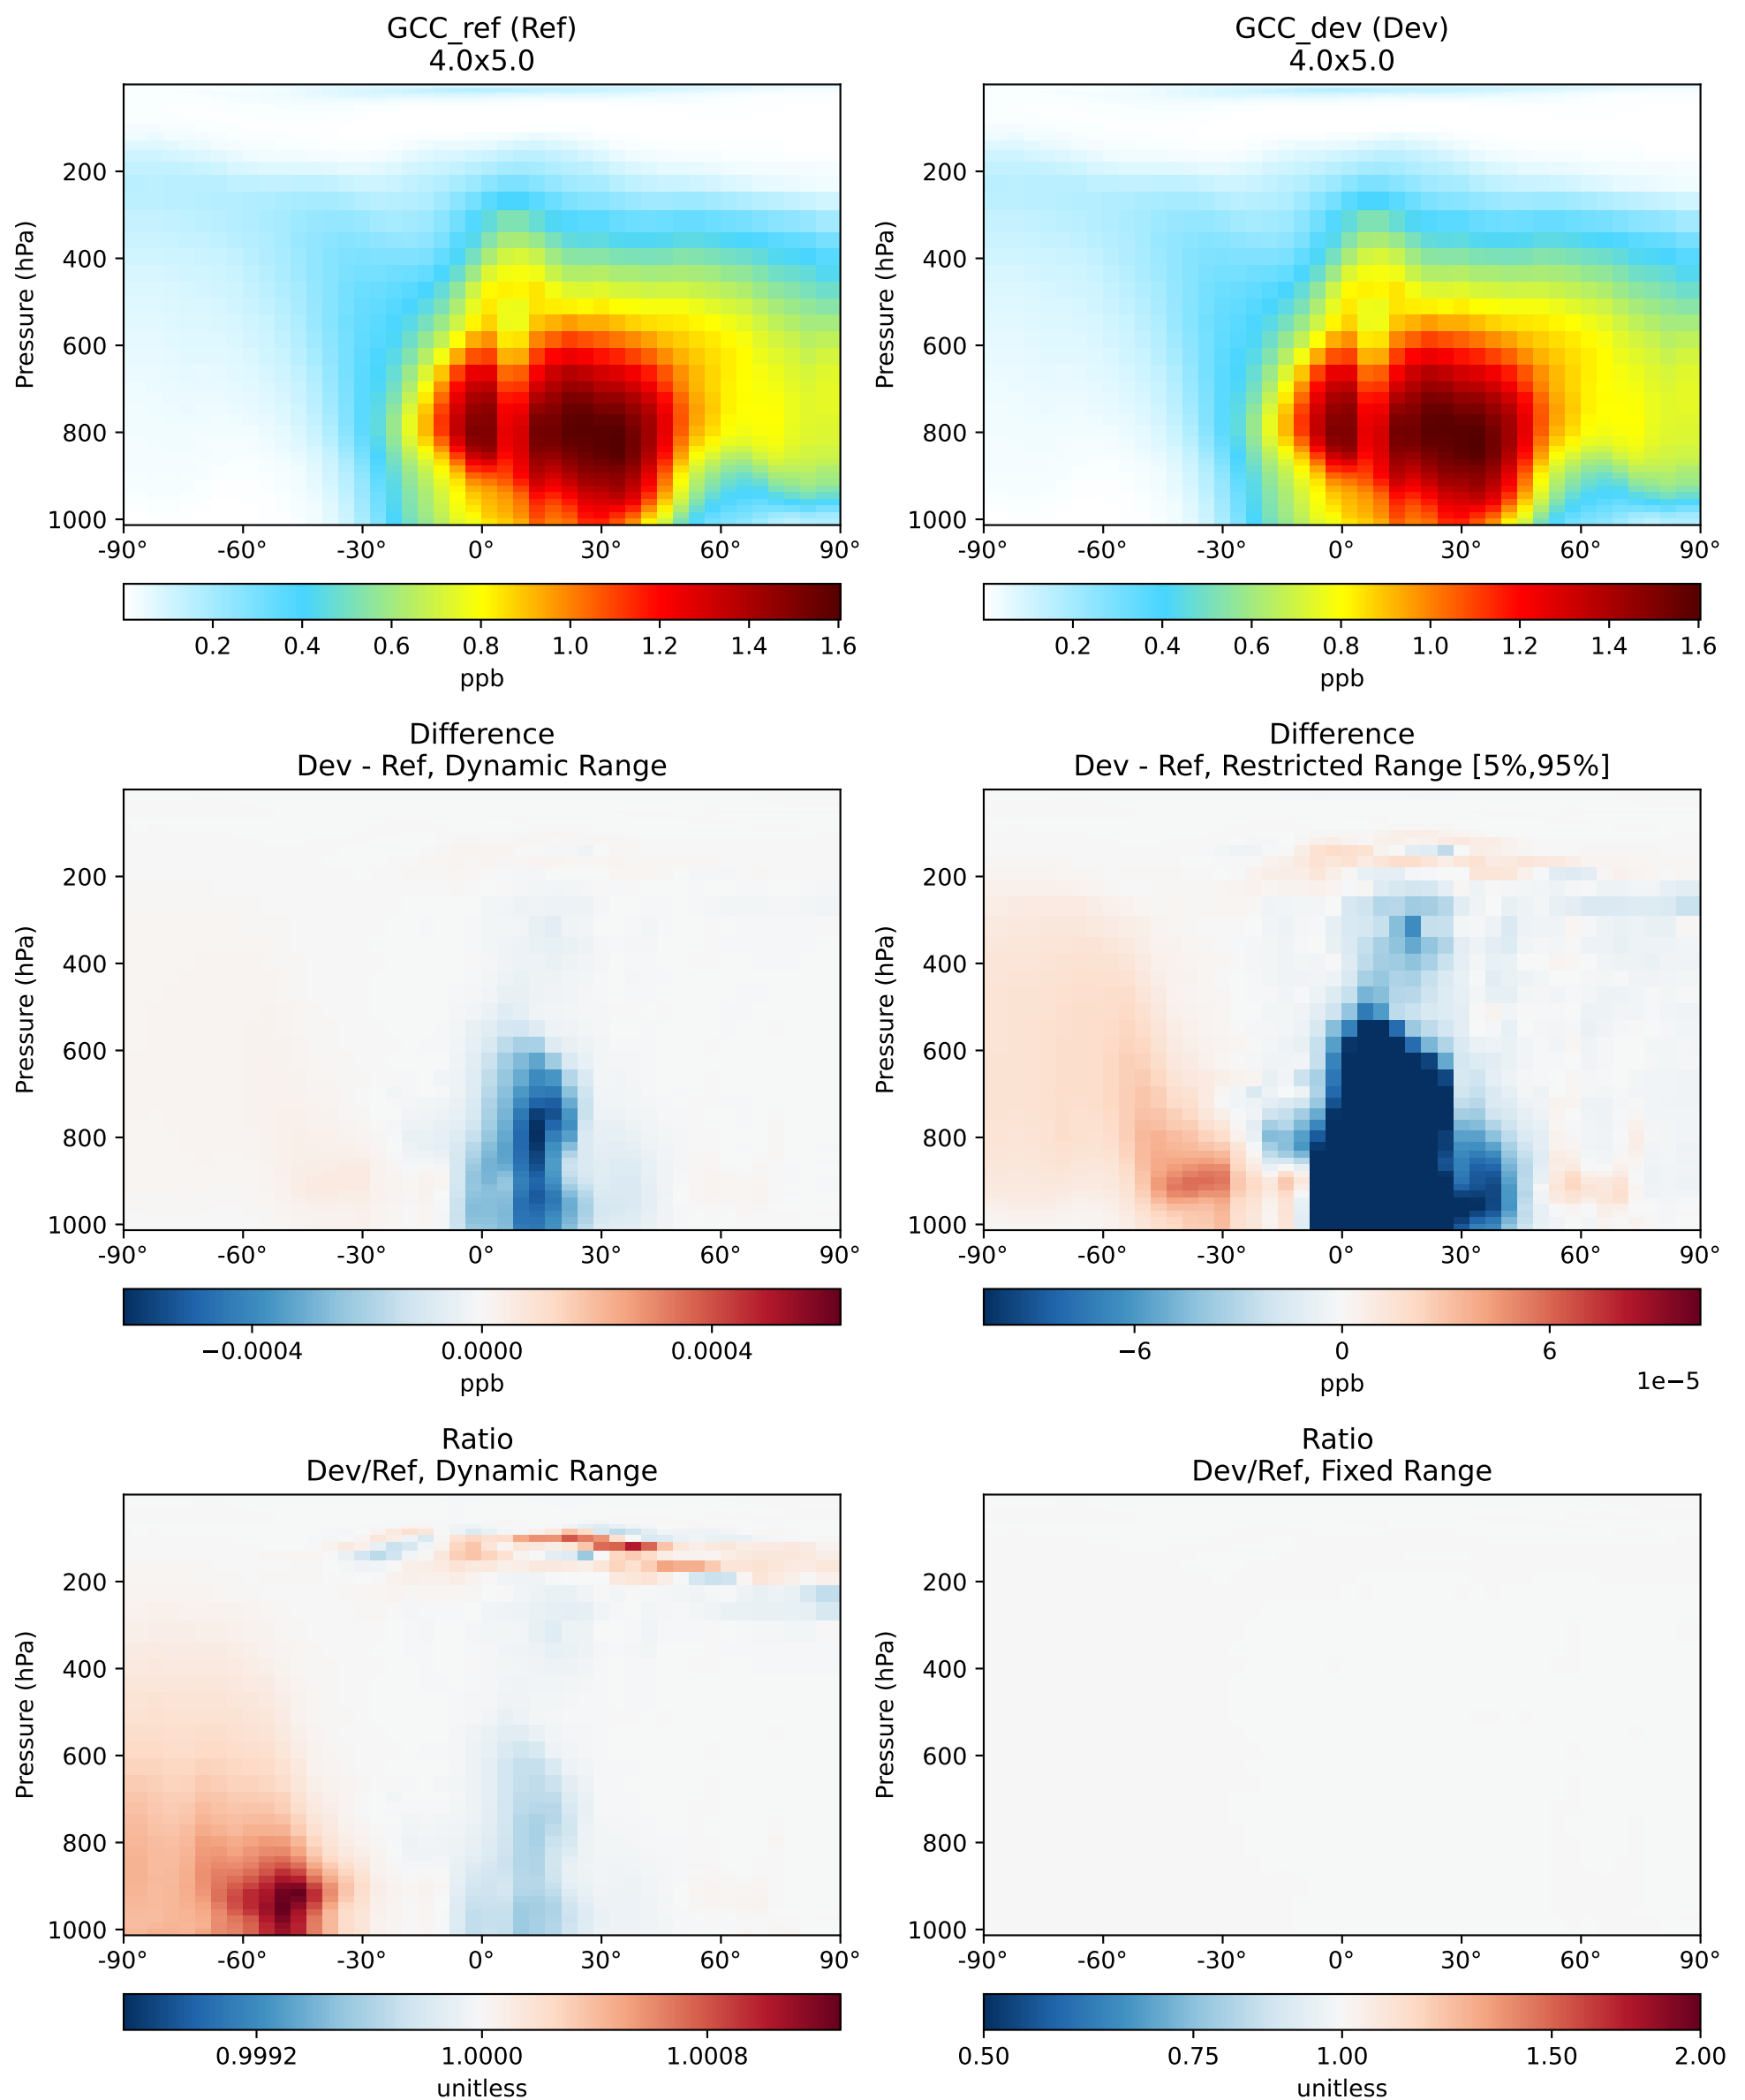 GCC_ref (Ref)
4.0x5.0
GCC_dev (Dev)
4.0x5.0
Pressure (hPa)
200
400
600
800
1000
-90° -60° -30° 0° 30° 60° 90°
0.2 0.4 0.6 0.8 1.0 1.2 1.4 1.6
ppb
Pressure (hPa)
200
400
600
800
1000
-90° -60° -30° 0° 30° 60° 90°
0.2 0.4 0.6 0.8 1.0 1.2 1.4 1.6
ppb
Difference
Dev - Ref, Dynamic Range
Pressure (hPa)
200
400
600
800
1000
-90° -60° -30° 0° 30° 60° 90°
−0.0004 0.0000 0.0004
ppb
Difference
Dev - Ref, Restricted Range [5%,95%]
Pressure (hPa)
200
400
600
800
1000
-90° -60° -30° 0° 30° 60° 90°
−6 0 6
1e−5
ppb
Ratio
Dev/Ref, Dynamic Range
Pressure (hPa)
200
400
600
800
1000
-90° -60° -30° 0° 30° 60° 90°
0.9992 1.0000 1.0008
unitless
Ratio
Dev/Ref, Fixed Range
Pressure (hPa)
200
400
600
800
1000
-90° -60° -30° 0° 30° 60° 90°
0.50 0.75 1.00 1.50 2.00
unitless